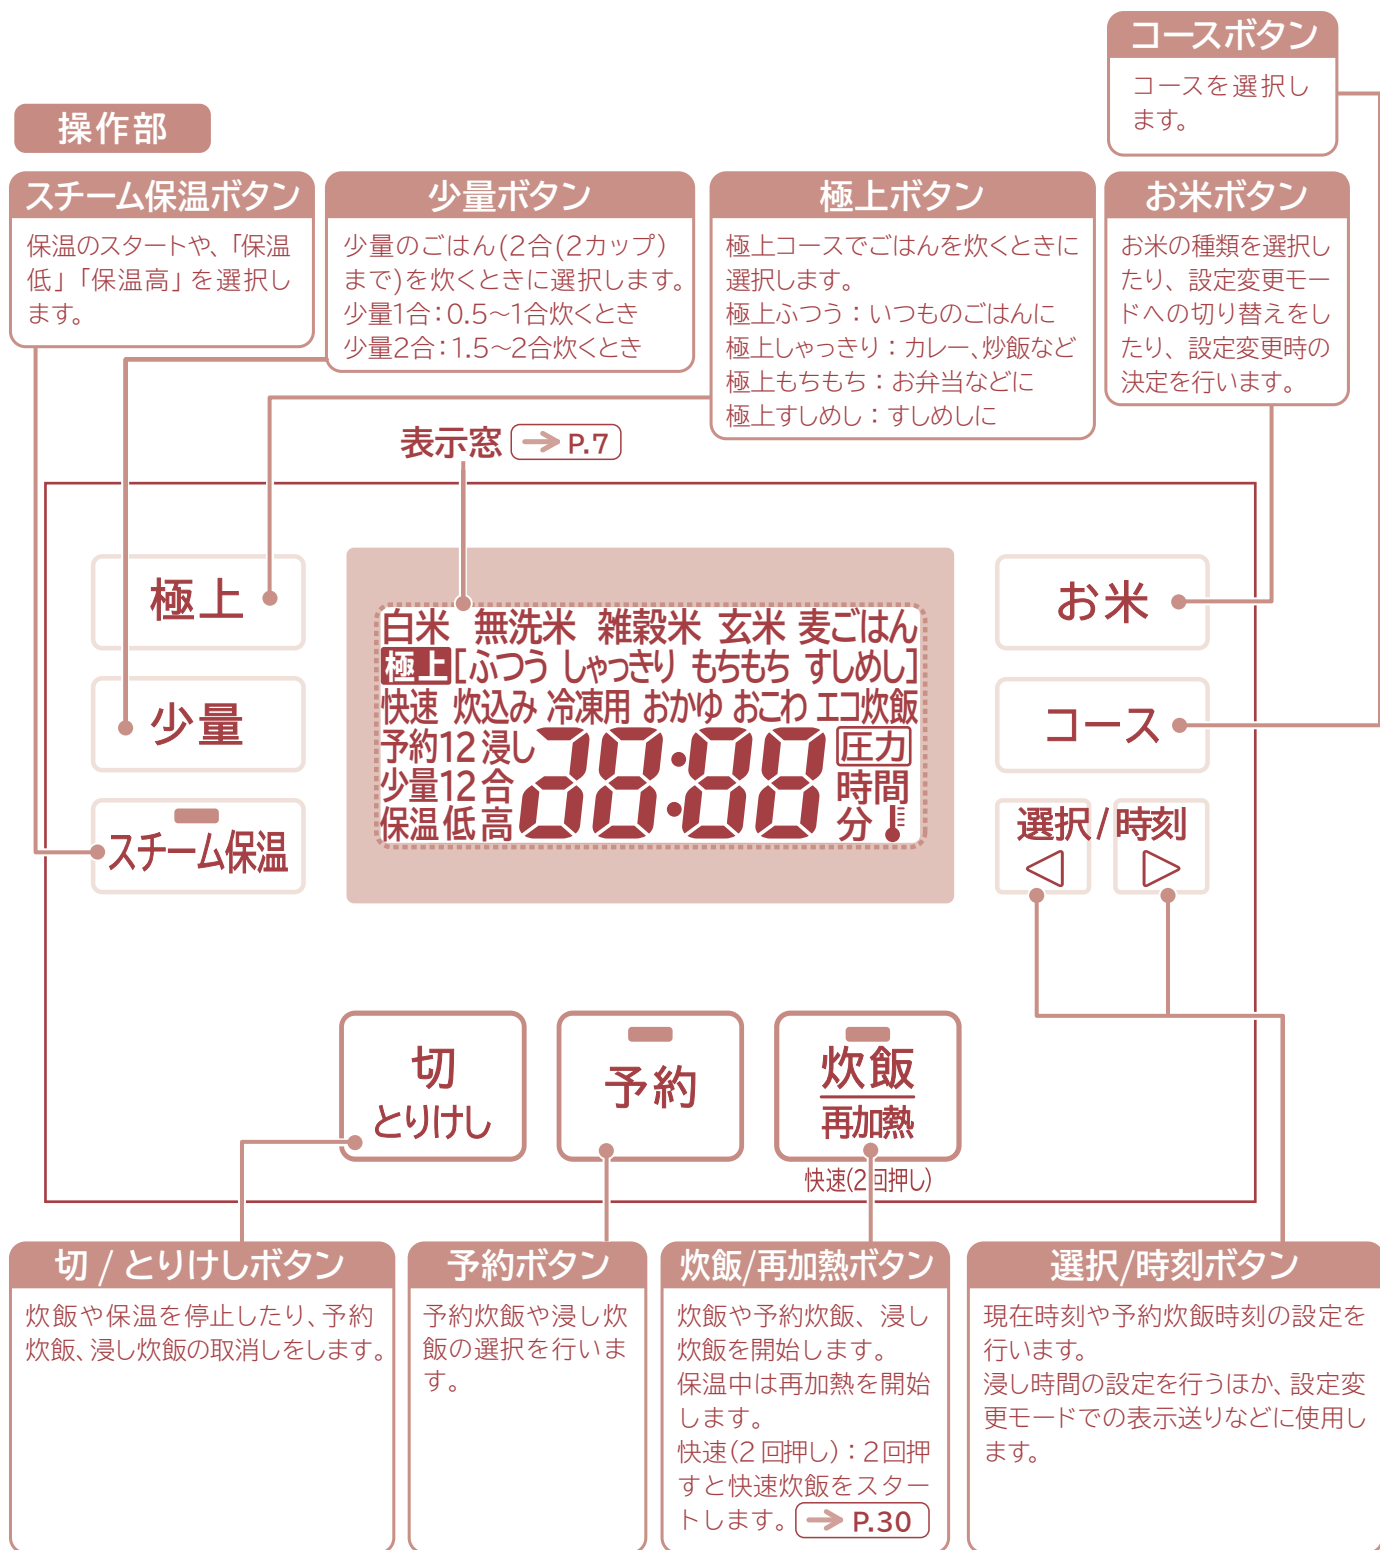 コースボタン
コースを選択し
ます。
操作部
スチーム保温ボタン
保温のスタートや、「保温
低」「保温高」を選択し
ます。
少量ボタン
少量のごはん(2合(2カップ)
まで)を炊くときに選択します。
少量1合：0.5～1合炊くとき
少量2合：1.5～2合炊くとき
極上ボタン
極上コースでごはんを炊くときに
選択します。
極上ふつう：いつものごはんに
極上しゃっきり：カレー、炒飯など
極上もちもち：お弁当などに
極上すしめし：すしめしに
お米ボタン
お米の種類を選択し
たり、設定変更モー
ドへの切り替えをし
たり、設定変更時の
決定を行います。
表示窓 → P.7
極上
少量
スチーム保温
白米 無洗米 雑穀米 玄米 麦ごはん
極上[ふつう しゃっきり もちもち すしめし]
快速 炊込み 冷凍用 おかゆ おこわ エコ炊飯
予約12浸し
少量12合
保温低高
28:88
圧力
時間
分
お米
コース
選択/時刻
切
とりけし
予約
炊飯
再加熱
快速(2回押し)
切/とりけしボタン
炊飯や保温を停止したり、予約
炊飯、浸し炊飯の取消しをします。
予約ボタン
予約炊飯や浸し炊
飯の選択を行いま
す。
炊飯/再加熱ボタン
炊飯や予約炊飯、浸し
炊飯を開始します。
保温中は再加熱を開始
します。
快速(2回押し)：2回押
すと快速炊飯をスター
トします。 → P.30
選択/時刻ボタン
現在時刻や予約炊飯時刻の設定を
行います。
浸し時間の設定を行うほか、設定変
更モードでの表示送りなどに使用し
ます。